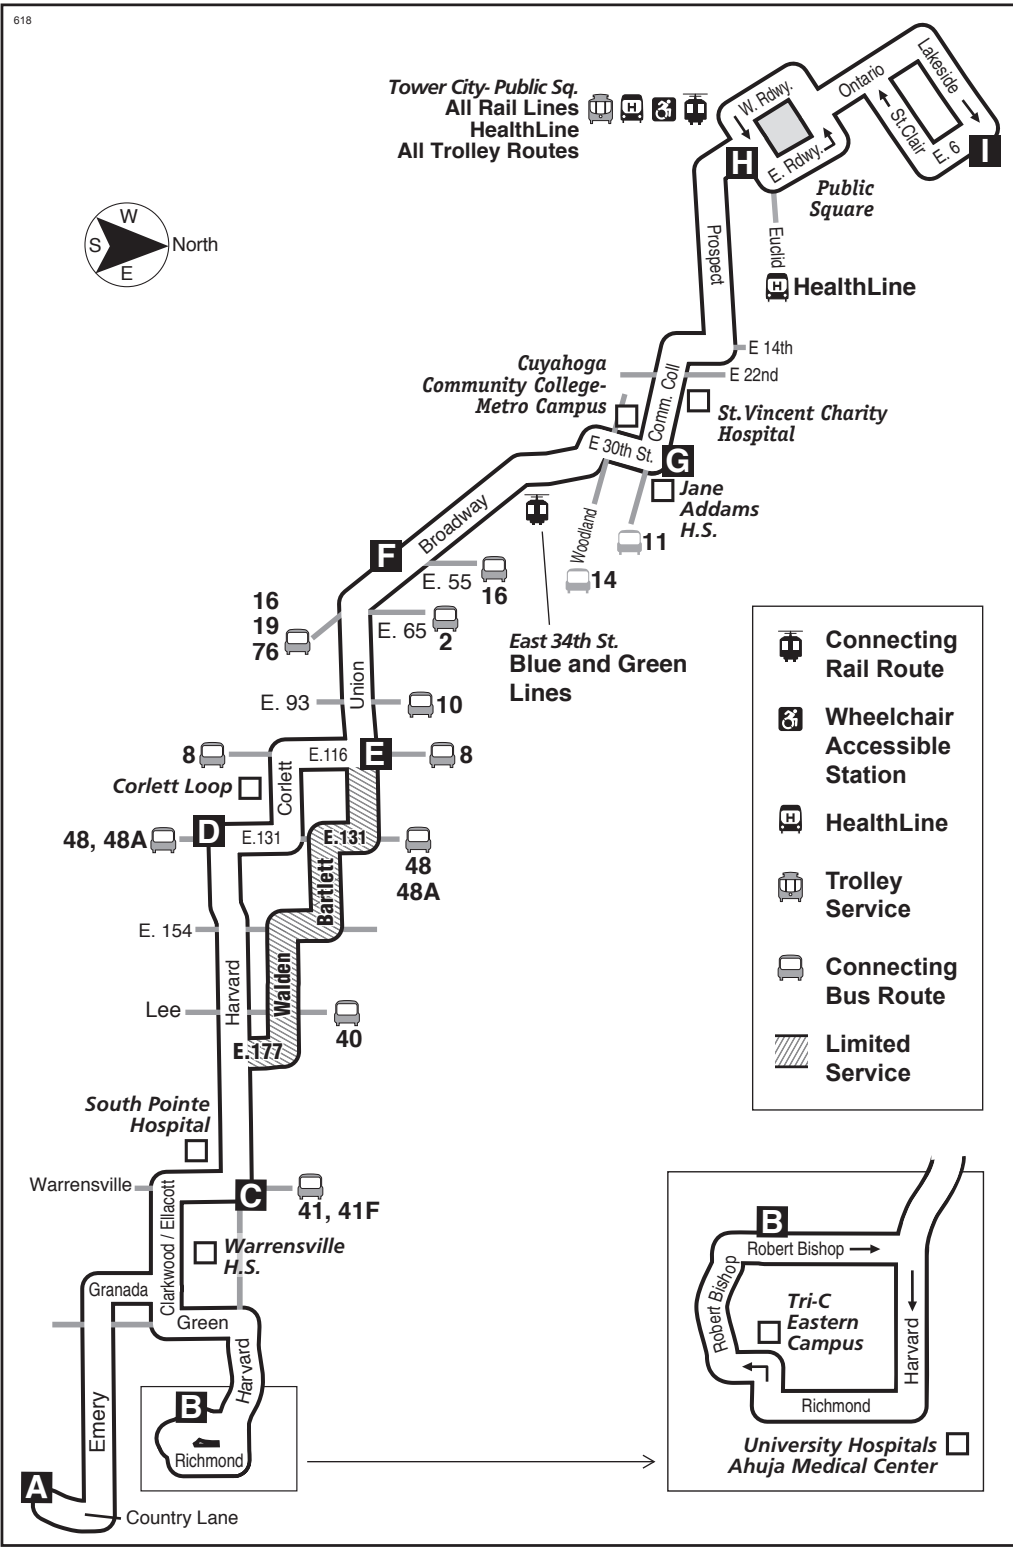 618
Tower City- Public Sq.
All Rail Lines
HealthLine
All Trolley Routes
H
W. Rdwy.
E. Rdwy.
Ontario
Lakeside
St.Clair
E. 6
I
H
Public
Square
Euclid
H
HealthLine
W
S
E
North
Prospect
E 14th
E 22nd
Cuyahoga
Community College-
Metro Campus
Comm. Coll
St.Vincent Charity
Hospital
E 30th St.
G
Jane
Addams
H.S.
Woodland
11
14
Broadway
F
E. 55
16
16
19
76
E. 65
2
East 34th St.
Blue and Green
Lines
Union
E. 93
10
8
E.116
E
8
Corlett Loop
Corlett
48, 48A
D
E.131
E.131
48
48A
Bartlett
E. 154
Harvard
Walden
Lee
40
E.177
South Pointe
Hospital
Warrensville
C
41, 41F
Clarkwood / Ellacott
Warrensville
H.S.
Granada
Green
Harvard
Emery
B
Richmond
A
Country Lane
Connecting
Rail Route
Wheelchair
Accessible
Station
H
HealthLine
Trolley
Service
Connecting
Bus Route
Limited
Service
B
Robert Bishop
Robert Bishop
Tri-C
Eastern
Campus
Harvard
Richmond
University Hospitals
Ahuja Medical Center